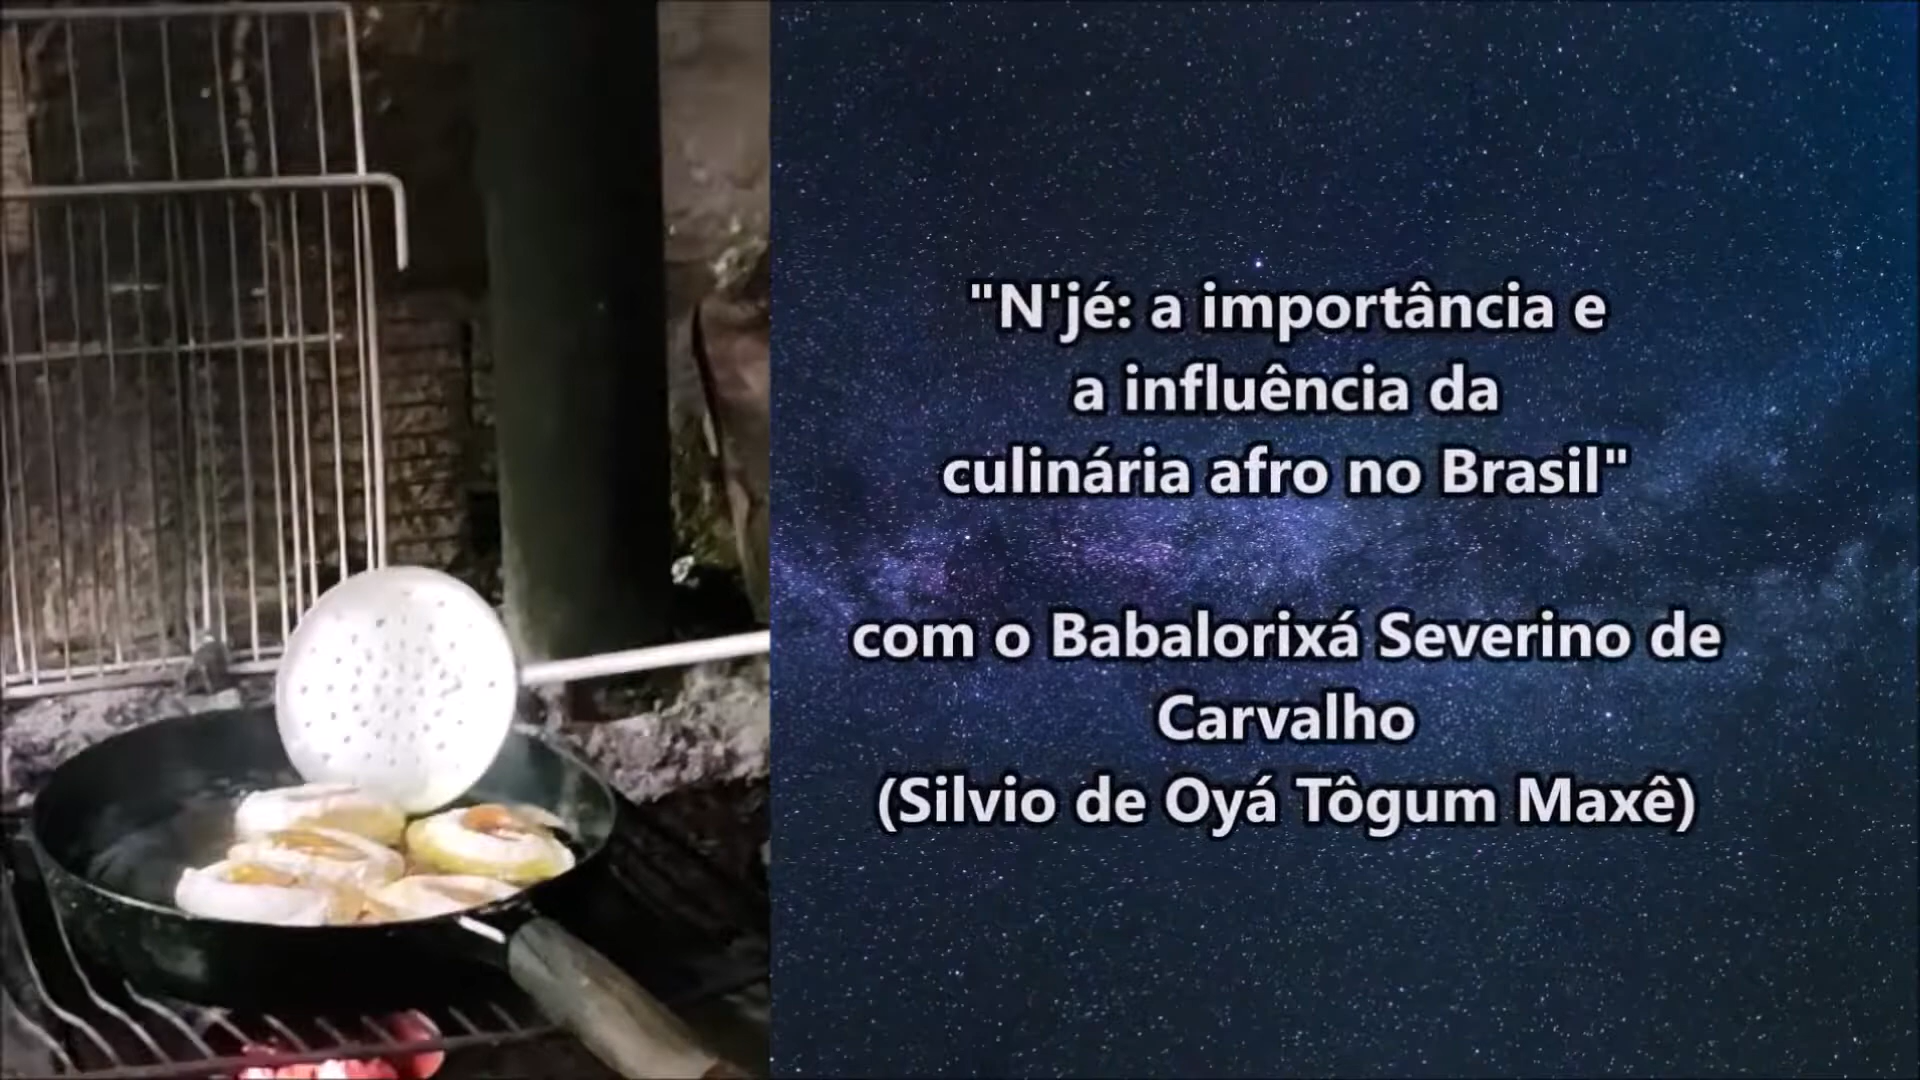 "N'jé: a importância e
a influência da
culinária afro no Brasil"
com o Babalorixá Severino de
Carvalho
(Silvio de Oyá Tôgum Maxê)